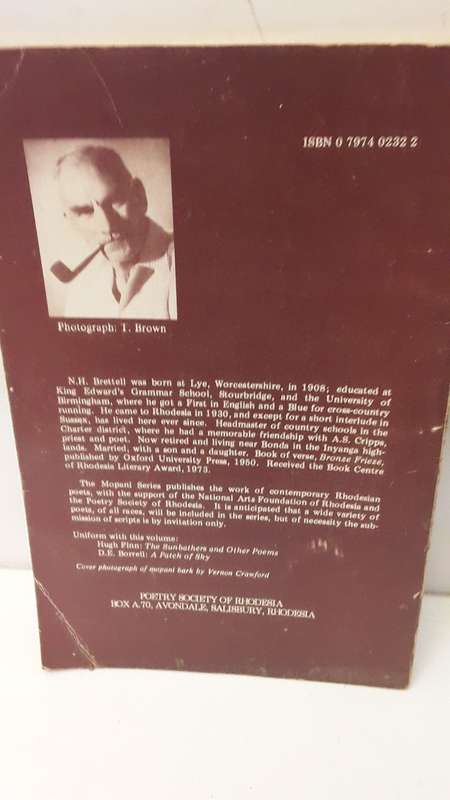 ISBN 0 7974 0232 2
Photograph: T. Brown
N.H. Brettell was born at Lye, Worcestershire, in 1908; educated at
King Edward's Grammar School, Stourbridge, and the University of
Birmingham, where he got a First in English and a Blue for cross-country
running. He came to Rhodesia in 1930, and except for a short interlude in
Sussex, has lived here ever since. Headmaster of country schools in the
Charter district, where he had a memorable friendship with A.S. Cripps,
priest and poet. Now retired and living near Bonda in the Inyanga high-
lands. Married, with a son and a daughter. Book of verse, Bronze Frieze,
published by Oxford University Press, 1950. Received the Book Centre
of Rhodesia Literary Award, 1973.
The Mopani Series publishes the work of contemporary Rhodesian
poets, with the support of the National Arts Foundation of Rhodesia and
the Poetry Society of Rhodesia. It is anticipated that a wide variety of
poets, of all races, will be included in the series, but of necessity the sub-
mission of scripts is by invitation only.
Uniform with this volume:
Hugh Finn: The Sunbathers and Other Poems
D.E. Borrell: A Patch of Sky
Cover photograph of mopani bark by Vernon Crawford
POETRY SOCIETY OF RHODESIA
BOX A.70, AVONDALE, SALISBURY, RHODESIA